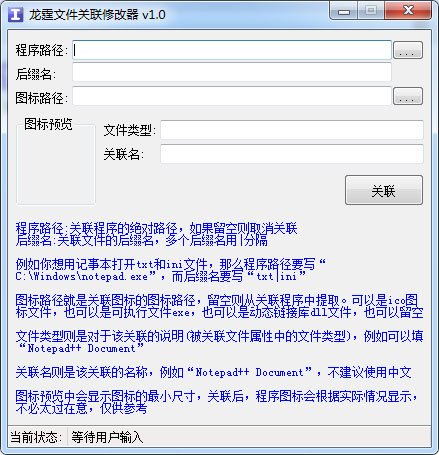 龙霆文件关联修改器 v1.0
程序路径:
...
后缀名:
图标路径:
...
图标预览
文件类型:
关联名:
关联
程序路径:关联程序的绝对路径，如果留空则取消关联
后缀名:关联文件的后缀名，多个后缀名用|分隔
例如你想用记事本打开txt和ini文件，那么程序路径要写“
C:\Windows\notepad.exe”，而后缀名要写“txt|ini”
图标路径就是关联图标的图标路径，留空则从关联程序中提取。可以是ico图
标文件，也可以是可执行文件exe，也可以是动态链接库dll文件，也可以留空
文件类型则是对于该关联的说明(被关联文件属性中的文件类型)，例如可以填
“Notepad++ Document”
关联名则是该关联的名称，例如“Notepad++ Document”，不建议使用中文
图标预览中会显示图标的最小尺寸，关联后，程序图标会根据实际情况显示，
不必太过在意，仅供参考
当前状态: 等待用户输入